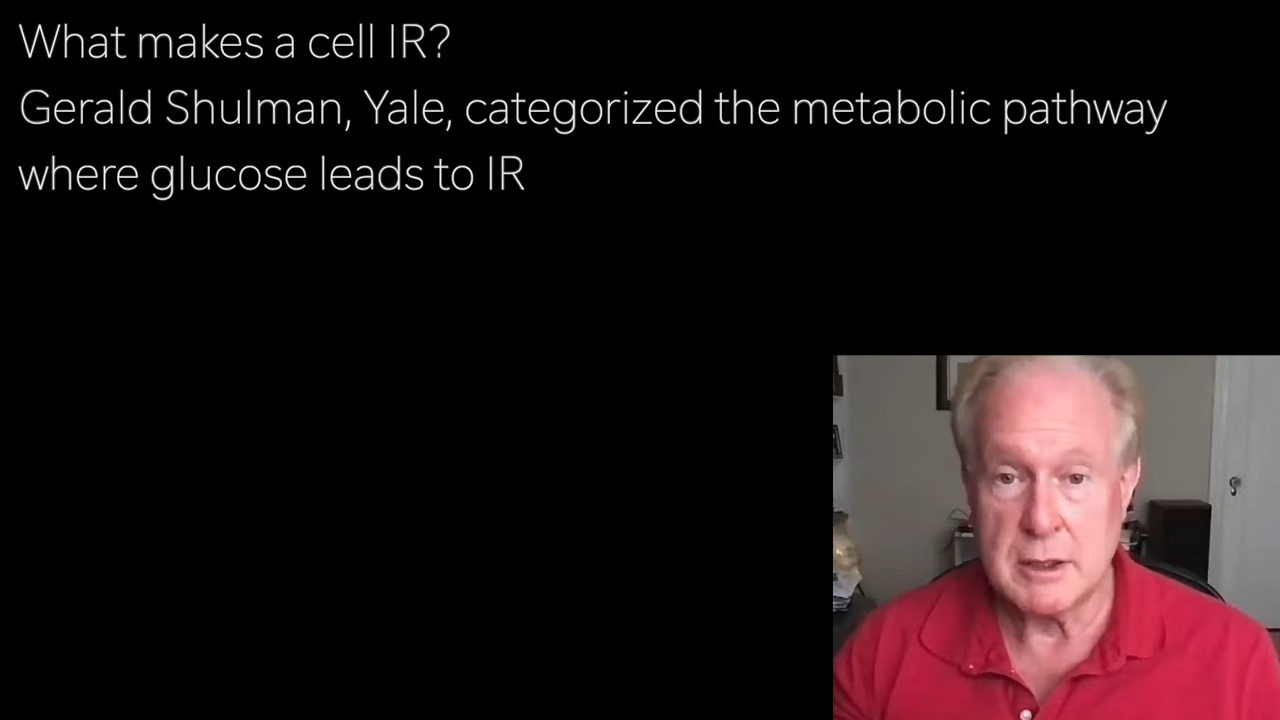 What makes a cell IR?
Gerald Shulman, Yale, categorized the metabolic pathway
where glucose leads to IR